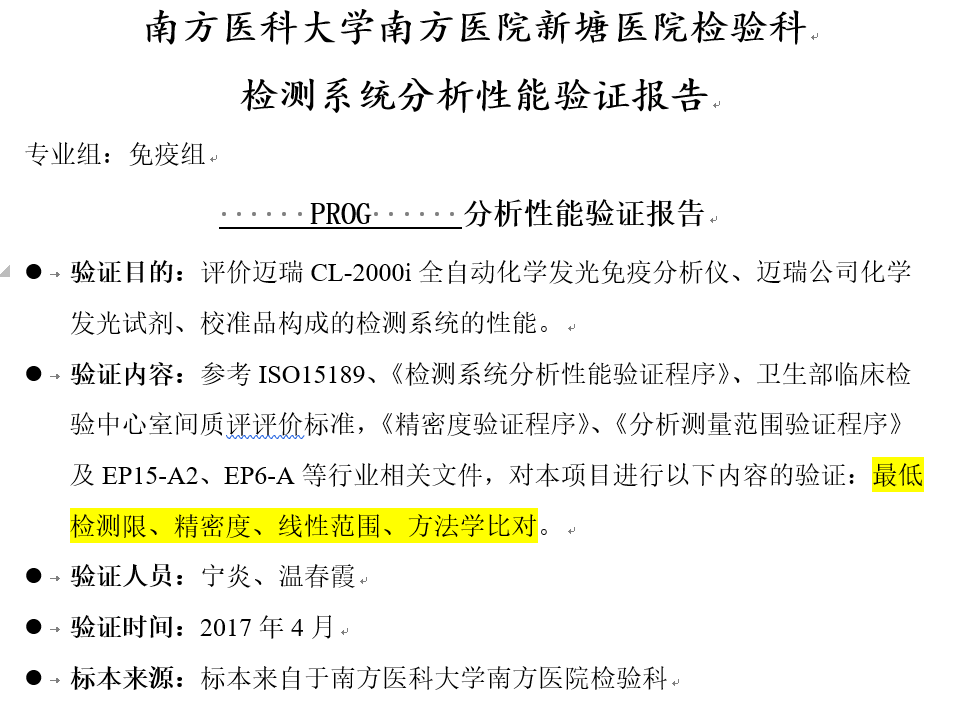 南方医科大学南方医院新塘医院检验科
检测系统分析性能验证报告
专业组：免疫组
PROG 分析性能验证报告
● 验证目的：评价迈瑞 CL-2000i 全自动化学发光免疫分析仪、迈瑞公司化学
发光试剂、校准品构成的检测系统的性能。
● 验证内容：参考 ISO15189、《检测系统分析性能验证程序》、卫生部临床检
验中心室间质评评价标准，《精密度验证程序》、《分析测量范围验证程序》
及 EP15-A2、EP6-A 等行业相关文件，对本项目进行以下内容的验证：最低
检测限、精密度、线性范围、方法学比对。
● 验证人员：宁炎、温春霞
● 验证时间：2017 年 4 月
● 标本来源：标本来自于南方医科大学南方医院检验科